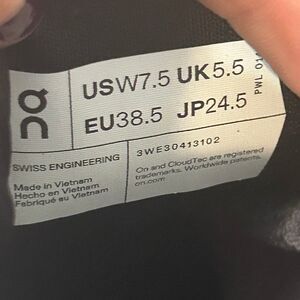 USW7.5 UK5.5
EU38.5 JP24.5
SWISS ENGINEERING
Made in Vietnam
Hecho en Vietnam
Fabriqué au Vietnam
3WE30413102
On and CloudTec are registered
trademarks. Worldwide patents.
on.com
PWL